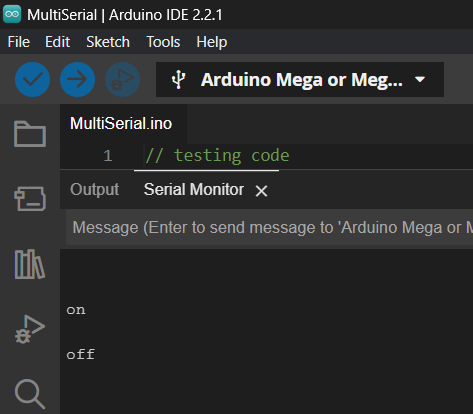 MultiSerial | Arduino IDE 2.2.1
File Edit Sketch Tools Help
Arduino Mega or Meg...
MultiSerial.ino
1 // testing code
Output Serial Monitor
Message (Enter to send message to 'Arduino Mega or M
on
off